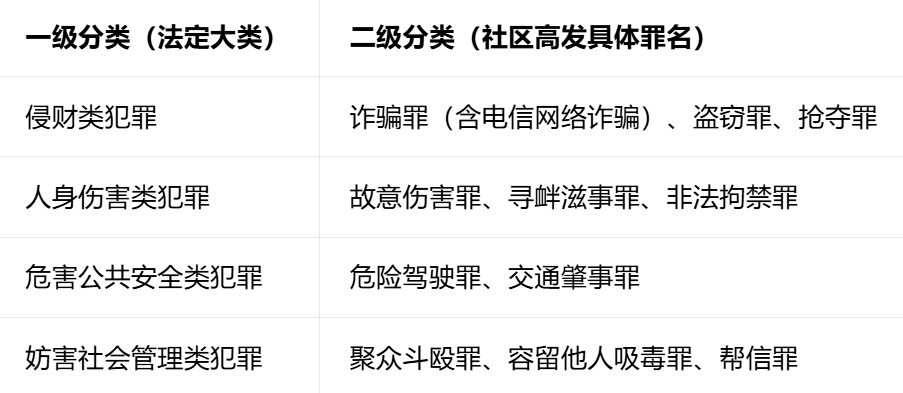 一级分类（法定大类） 二级分类（社区高发具体罪名）
侵财类犯罪 诈骗罪（含电信网络诈骗）、盗窃罪、抢夺罪
人身伤害类犯罪 故意伤害罪、寻衅滋事罪、非法拘禁罪
危害公共安全类犯罪 危险驾驶罪、交通肇事罪
妨害社会管理类犯罪 聚众斗殴罪、容留他人吸毒罪、帮信罪